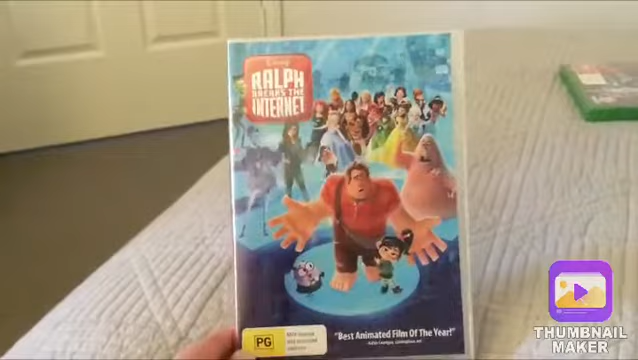 Disney
RALPH
BREAKS THE
INTERNET
PG
"Best Animated Film Of The Year!"
THUMBNAIL
MAKER